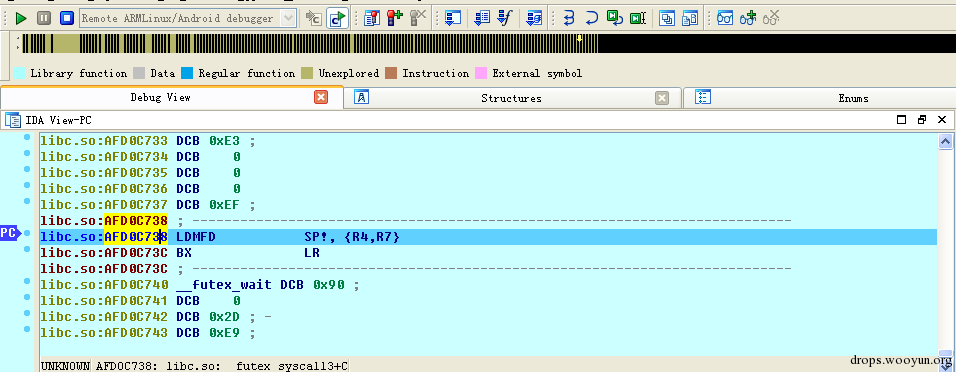 Remote ARMLinux/Android debugger
Library function Data Regular function Unexplored Instruction External symbol
Debug View Structures Enums
IDA View-PC
libc.so:AFD0C733 DCB 0xE3 ;
libc.so:AFD0C734 DCB 0
libc.so:AFD0C735 DCB 0
libc.so:AFD0C736 DCB 0
libc.so:AFD0C737 DCB 0xEF ;
libc.so:AFD0C738 ; ---------------------------------------------------------------------------
PC libc.so:AFD0C738 LDMFD SP!, {R4,R7}
libc.so:AFD0C73C BX LR
libc.so:AFD0C73C ; ---------------------------------------------------------------------------
libc.so:AFD0C740 __futex_wait DCB 0x90 ;
libc.so:AFD0C741 DCB 0
libc.so:AFD0C742 DCB 0x2D ; -
libc.so:AFD0C743 DCB 0xE9 ;
UNKNOWN AFD0C738: libc.so: futex syscall3+C
drops.wooyun.org